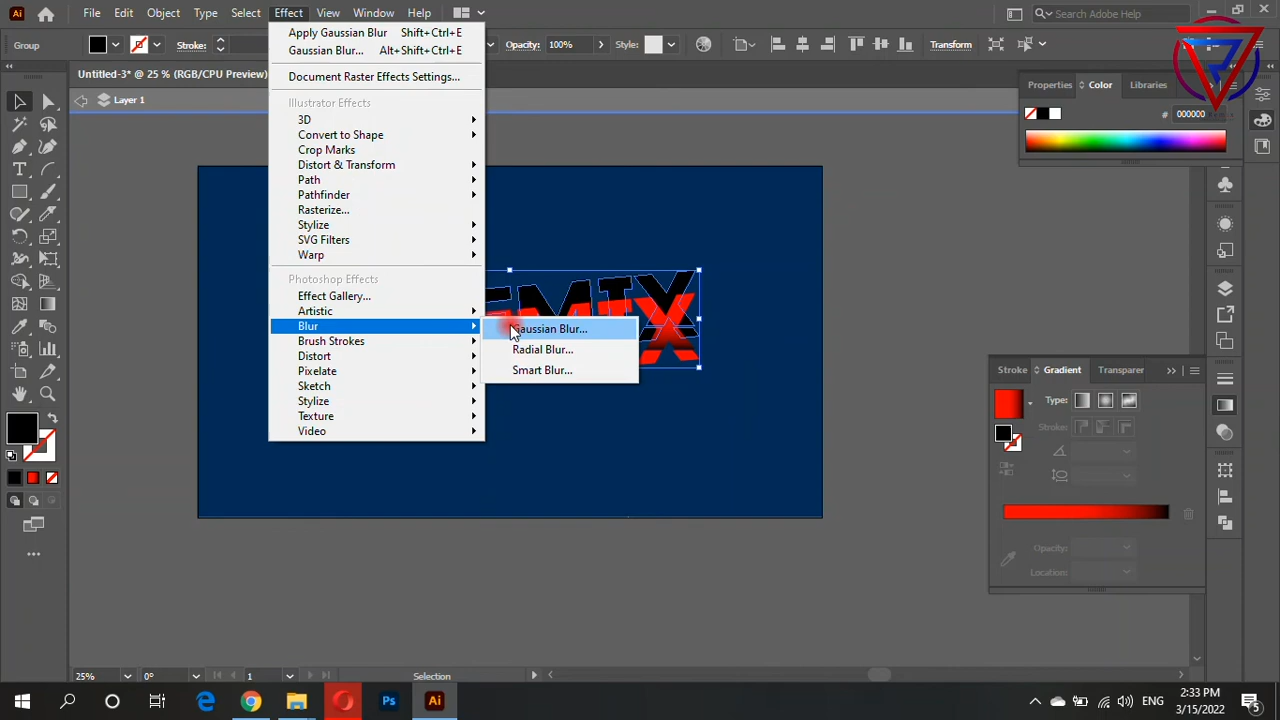 Ai File Edit Object Type Select Effect View Window Help Search Adobe Help
Group Stroke: Opacity: 100% Style: Transform
Untitled-3* @ 25 % (RGB/CPU Preview)
Layer 1
Apply Gaussian Blur Shift+Ctrl+E
Gaussian Blur... Alt+Shift+Ctrl+E
Document Raster Effects Settings...
Illustrator Effects
3D
Convert to Shape
Crop Marks
Distort & Transform
Path
Pathfinder
Rasterize...
Stylize
SVG Filters
Warp
Photoshop Effects
Effect Gallery...
Artistic
Blur
Brush Strokes
Distort
Pixelate
Sketch
Stylize
Texture
Video
Gaussian Blur...
Radial Blur...
Smart Blur...
Properties Color Libraries
# 000000
Stroke Gradient Transparer
Type:
Stroke:
Opacity:
Location:
25% 0° 1 Selection
Ps Ai ENG 2:33 PM
3/15/2022 5